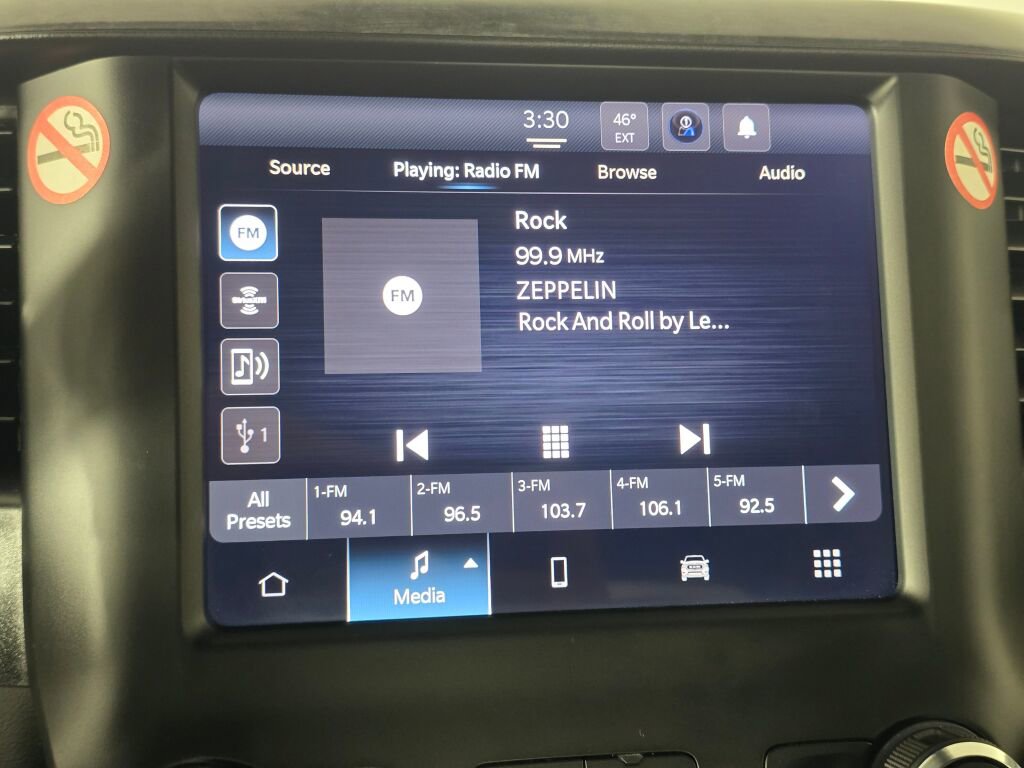 3:30
46°
EXT
Source
Playing: Radio FM
Browse
Audio
FM
Rock
99.9 MHz
FM
ZEPPELIN
SiriusXM
Rock And Roll by Le...
1
All
Presets
1-FM
94.1
2-FM
96.5
3-FM
103.7
4-FM
106.1
5-FM
92.5
Media